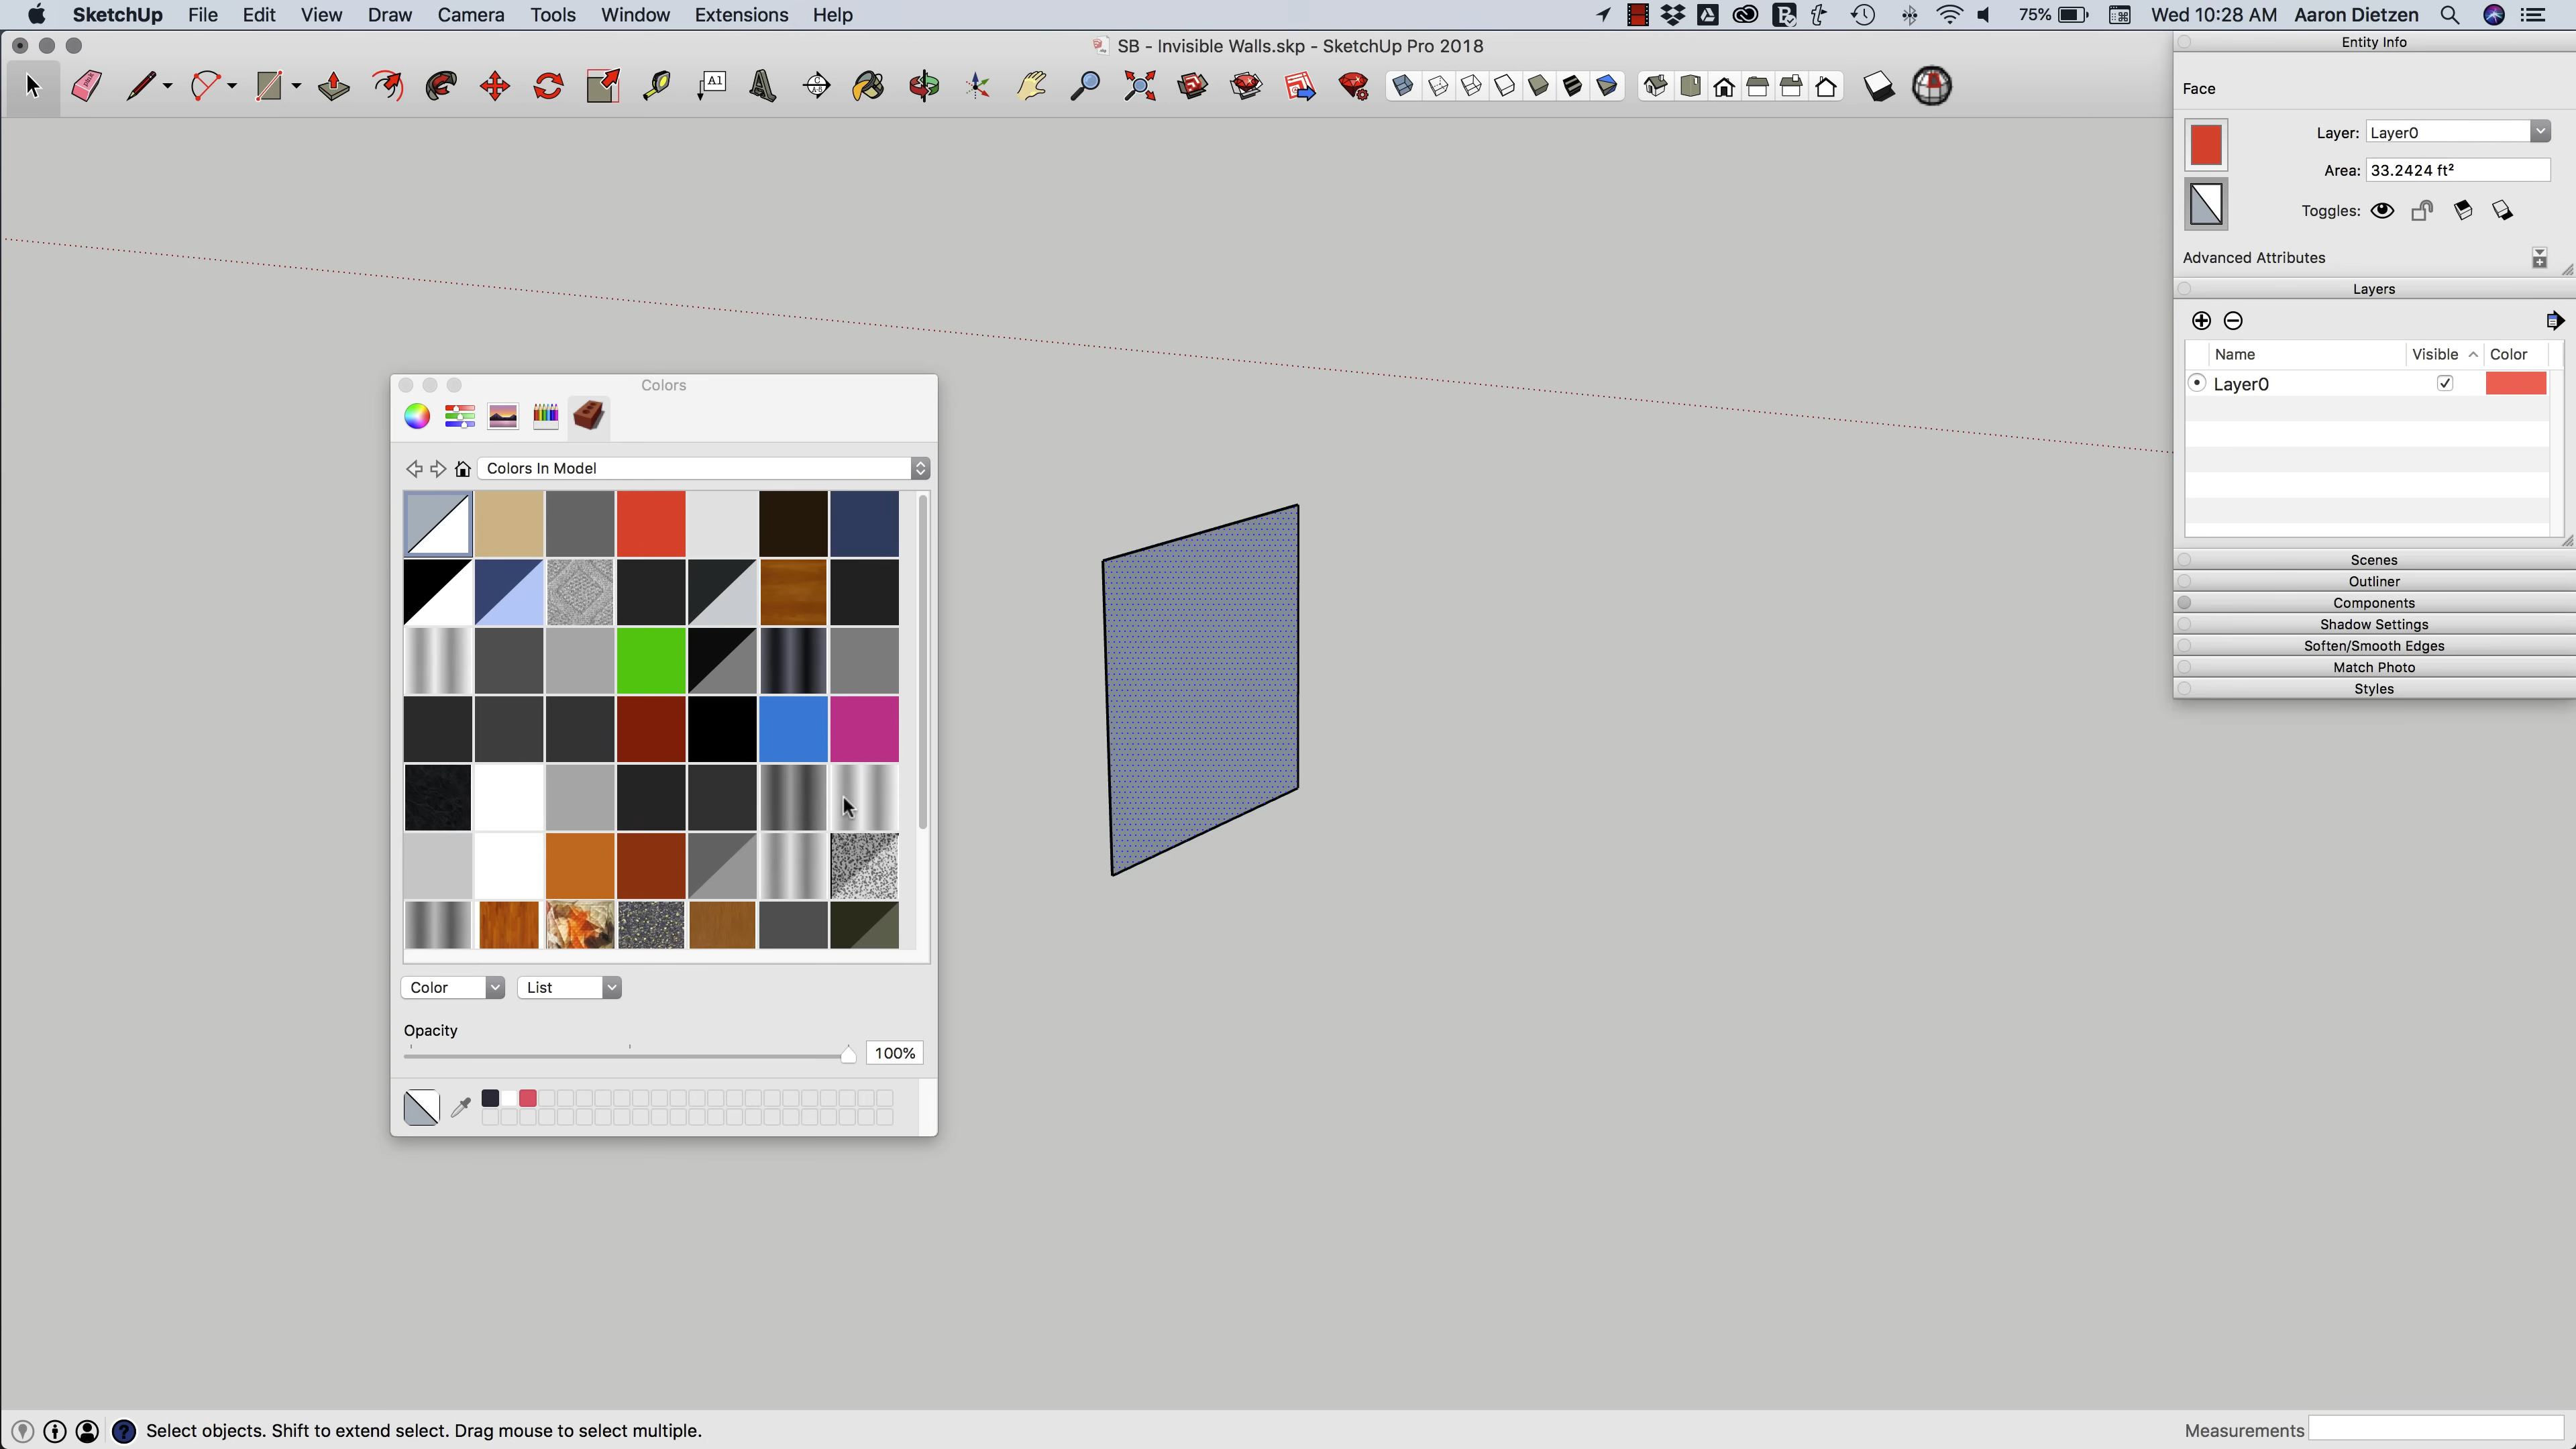 SketchUp File Edit View Draw Camera Tools Window Extensions Help 75% Wed 10:28 AM Aaron Dietzen
SB - Invisible Walls.skp - SketchUp Pro 2018
A1
Entity Info
Face
Layer: Layer0
Area: 33.2424 ft²
Toggles:
Advanced Attributes
Layers
Name Visible Color
Layer0
Scenes
Outliner
Components
Shadow Settings
Soften/Smooth Edges
Match Photo
Styles
Colors
Colors In Model
Color List
Opacity
100%
Select objects. Shift to extend select. Drag mouse to select multiple.
Measurements